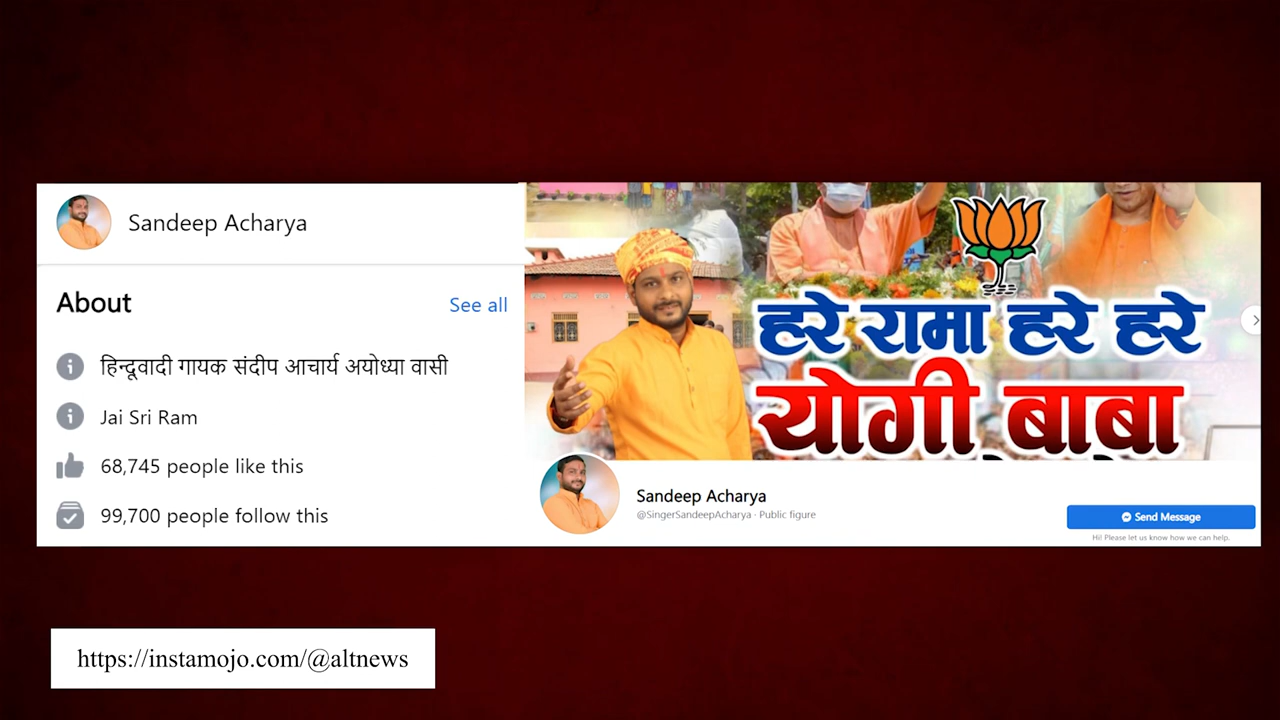 Sandeep Acharya
About
See all
हिन्दूवादी गायक संदीप आचार्य अयोध्या वासी
Jai Sri Ram
68,745 people like this
99,700 people follow this
हरे रामा हरे हरे
योगी बाबा
Sandeep Acharya
@SingerSandeepAcharya · Public figure
Send Message
Hi! Please let us know how we can help.
https://instamojo.com/@altnews